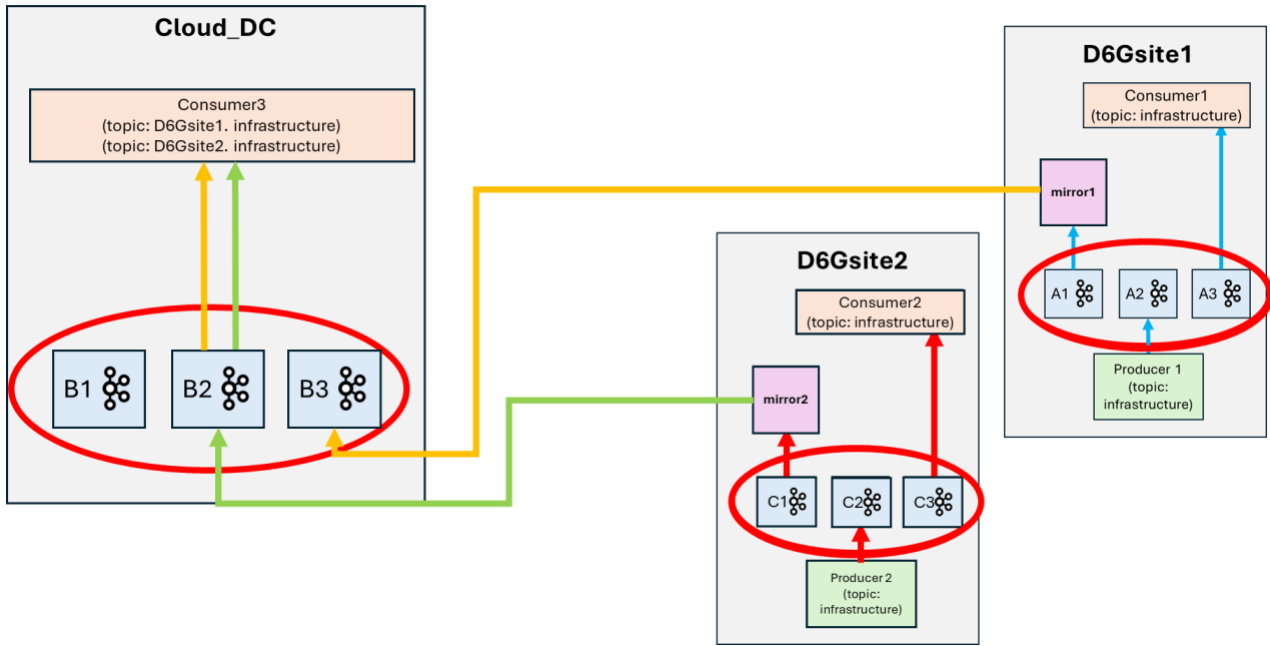 Cloud_DC
Consumer3
(topic: D6Gsite1. infrastructure)
(topic: D6Gsite2. infrastructure)
B1
B2
B3
D6Gsite2
Consumer2
(topic: infrastructure)
mirror2
C1
C2
C3
Producer 2
(topic:
infrastructure)
D6Gsite1
Consumer1
(topic: infrastructure)
mirror1
A1
A2
A3
Producer 1
(topic:
infrastructure)